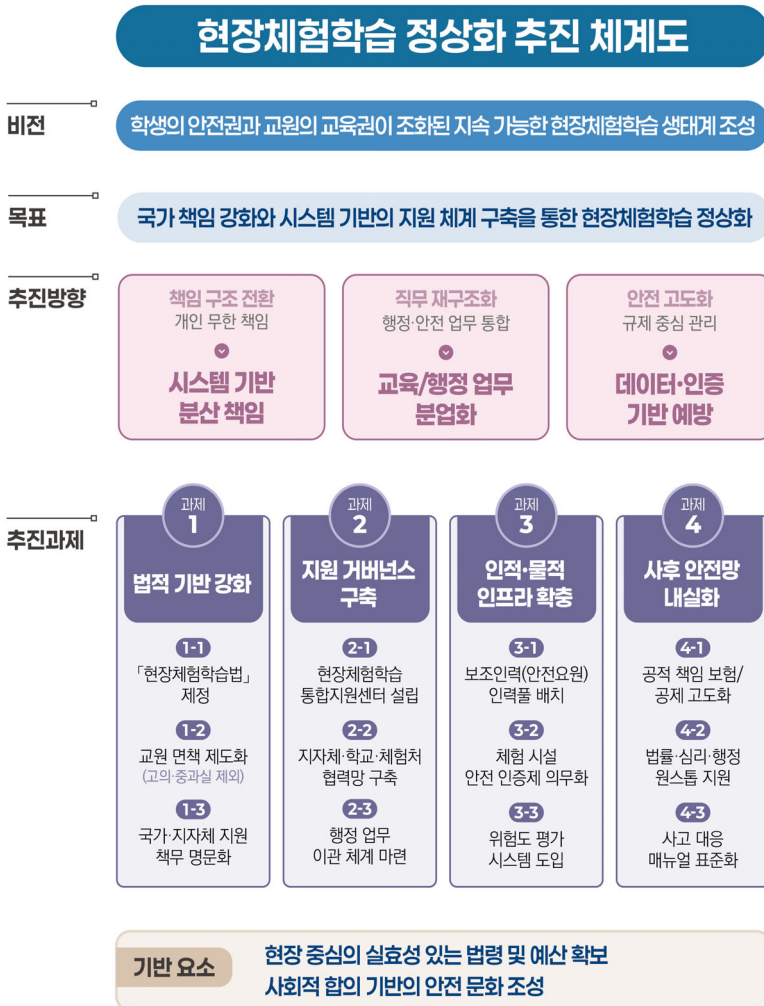 현장체험학습 정상화 추진 체계도
비전
학생의 안전권과 교원의 교육권이 조화된 지속 가능한 현장체험학습 생태계 조성
목표
국가 책임 강화와 시스템 기반의 지원 체계 구축을 통한 현장체험학습 정상화
추진방향
책임 구조 전환
개인 무한 책임
시스템 기반
분산 책임
직무 재구조화
행정·안전 업무 통합
교육/행정 업무
분업화
안전 고도화
규제 중심 관리
데이터·인증
기반 예방
추진과제
과제
1
법적 기반 강화
1-1
「현장체험학습법」
제정
1-2
교원 면책 제도화
(고의·중과실 제외)
1-3
국가·지자체 지원
책무 명문화
과제
2
지원 거버넌스
구축
2-1
현장체험학습
통합지원센터 설립
2-2
지자체·학교·체험처
협력망 구축
2-3
행정 업무
이관 체계 마련
과제
3
인적·물적
인프라 확충
3-1
보조인력(안전요원)
인력풀 배치
3-2
체험 시설
안전 인증제 의무화
3-3
위험도 평가
시스템 도입
과제
4
사후 안전망
내실화
4-1
공적 책임 보험/
공제 고도화
4-2
법률·심리·행정
원스톱 지원
4-3
사고 대응
매뉴얼 표준화
기반 요소
현장 중심의 실효성 있는 법령 및 예산 확보
사회적 합의 기반의 안전 문화 조성